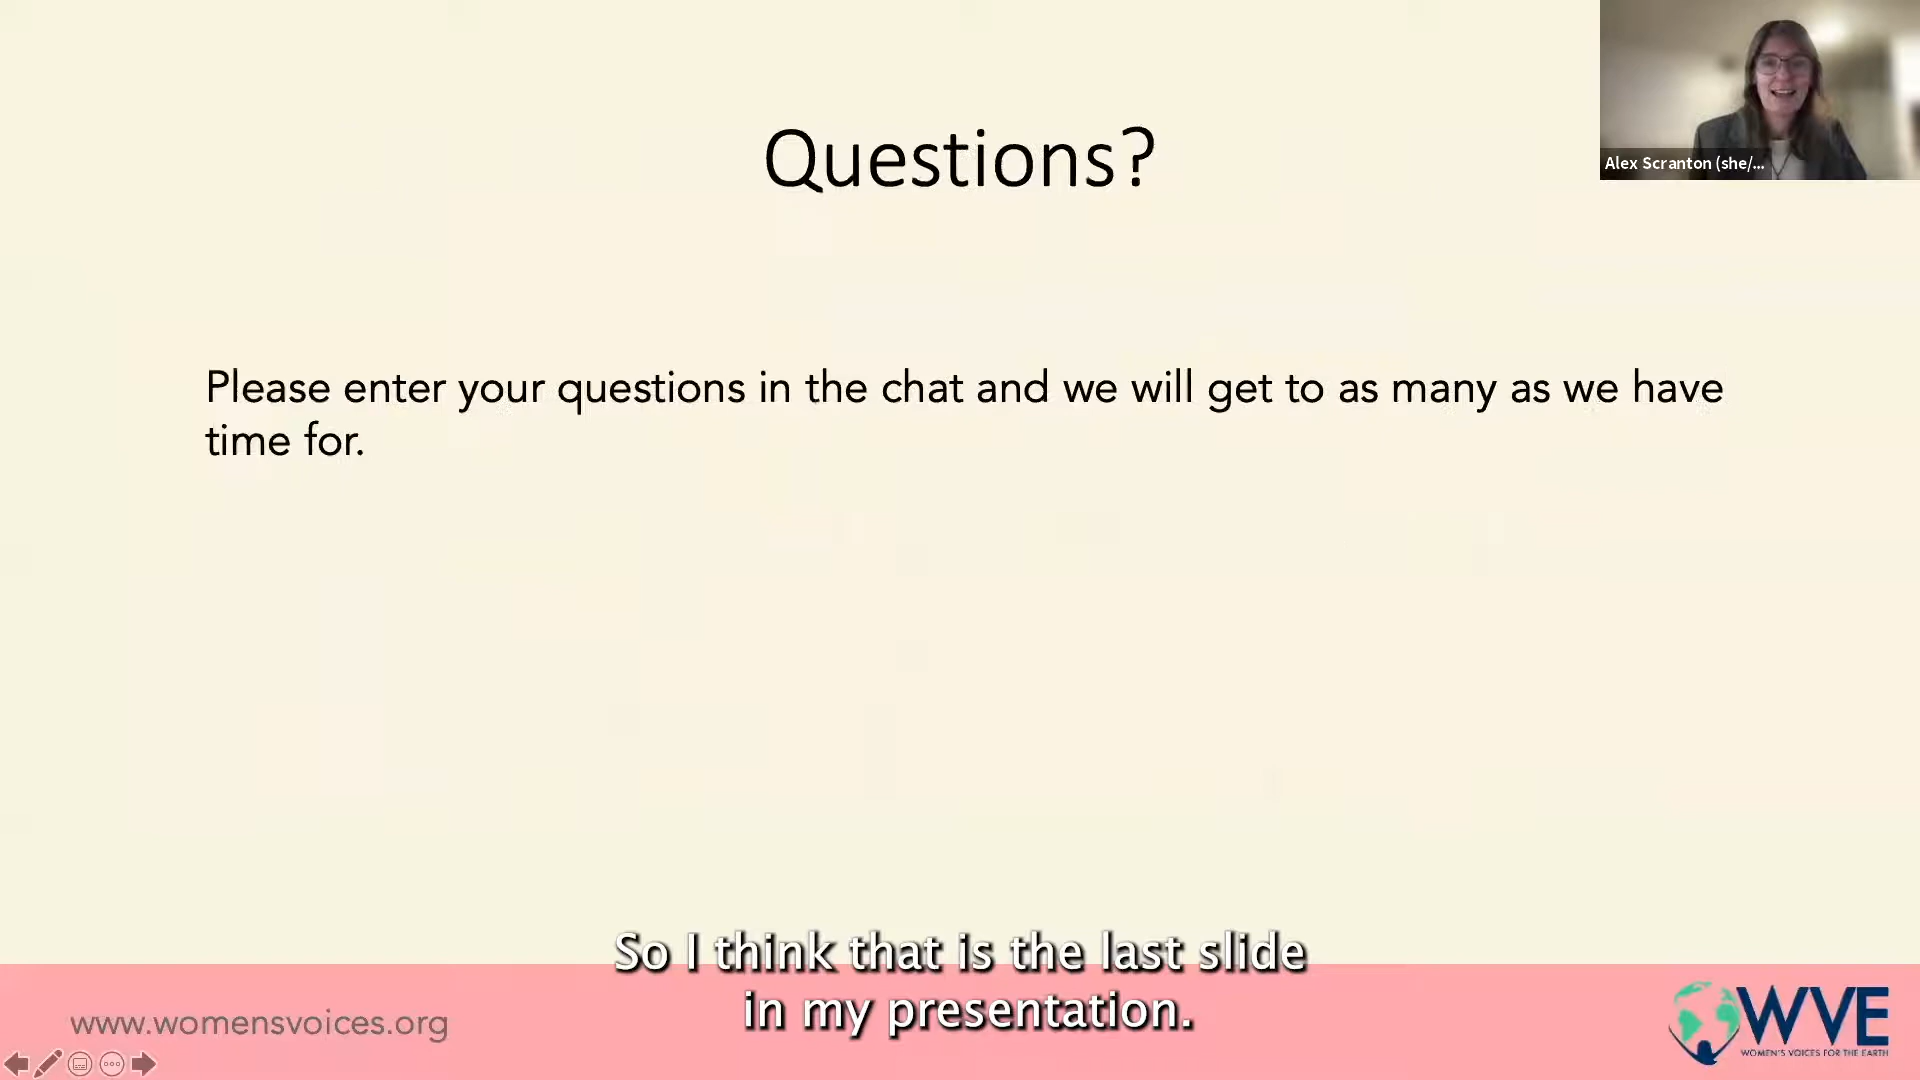 Questions?
Alex Scranton (she/...
Please enter your questions in the chat and we will get to as many as we have
time for.
So I think that is the last slide
in my presentation.
www.womensvoices.org
WVE
WOMEN'S VOICES FOR THE EARTH